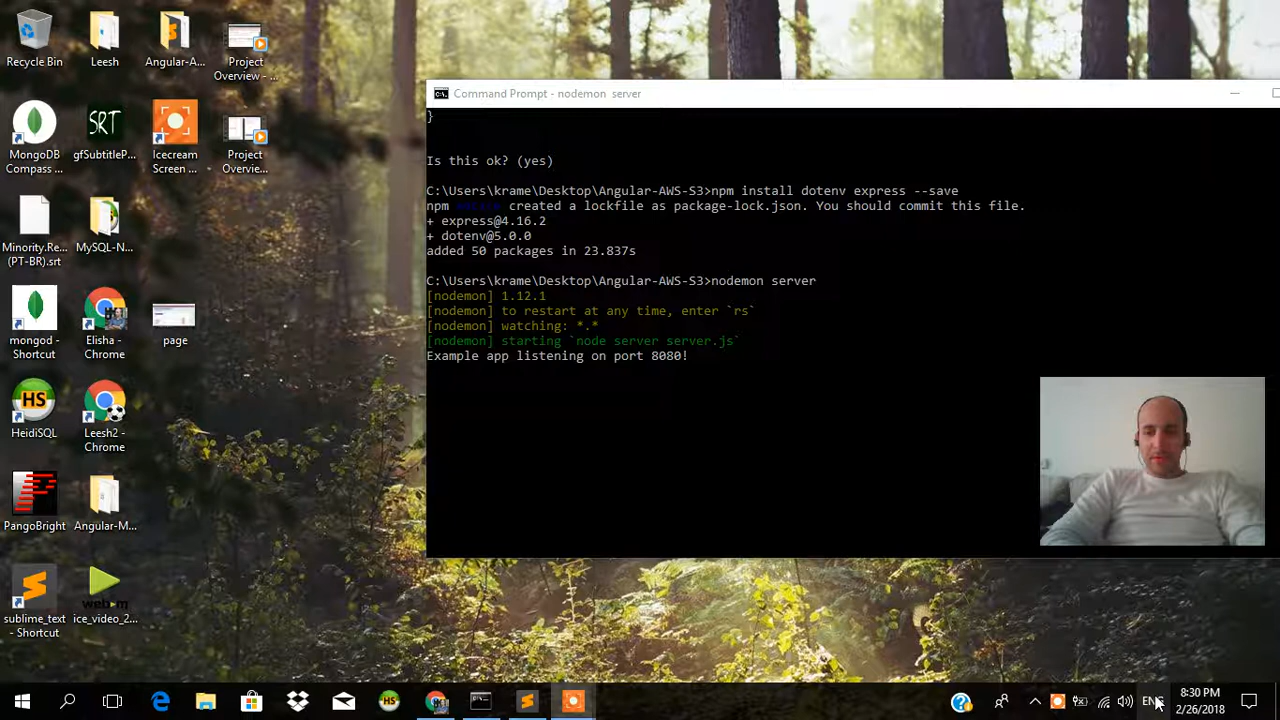 Recycle Bin
Leesh
Angular-A...
Project
Overview - ...
MongoDB
Compass ...
SRT
gfSubtitleP...
Icecream
Screen ...
Project
Overvie...
Minority.Re...
(PT-BR).srt
MySQL-N...
mongod -
Shortcut
Elisha -
Chrome
page
HS
HeidiSQL
Leesh2 -
Chrome
PangoBright
Angular-M...
sublime_text
- Shortcut
ice_video_2...
Command Prompt - nodemon server
}
Is this ok? (yes)
C:\Users\krame\Desktop\Angular-AWS-S3>npm install dotenv express --save
npm notice created a lockfile as package-lock.json. You should commit this file.
+ express@4.16.2
+ dotenv@5.0.0
added 50 packages in 23.837s
C:\Users\krame\Desktop\Angular-AWS-S3>nodemon server
[nodemon] 1.12.1
[nodemon] to restart at any time, enter `rs`
[nodemon] watching: *.*
[nodemon] starting `node server server.js`
Example app listening on port 8080!
HS
8:30 PM
2/26/2018